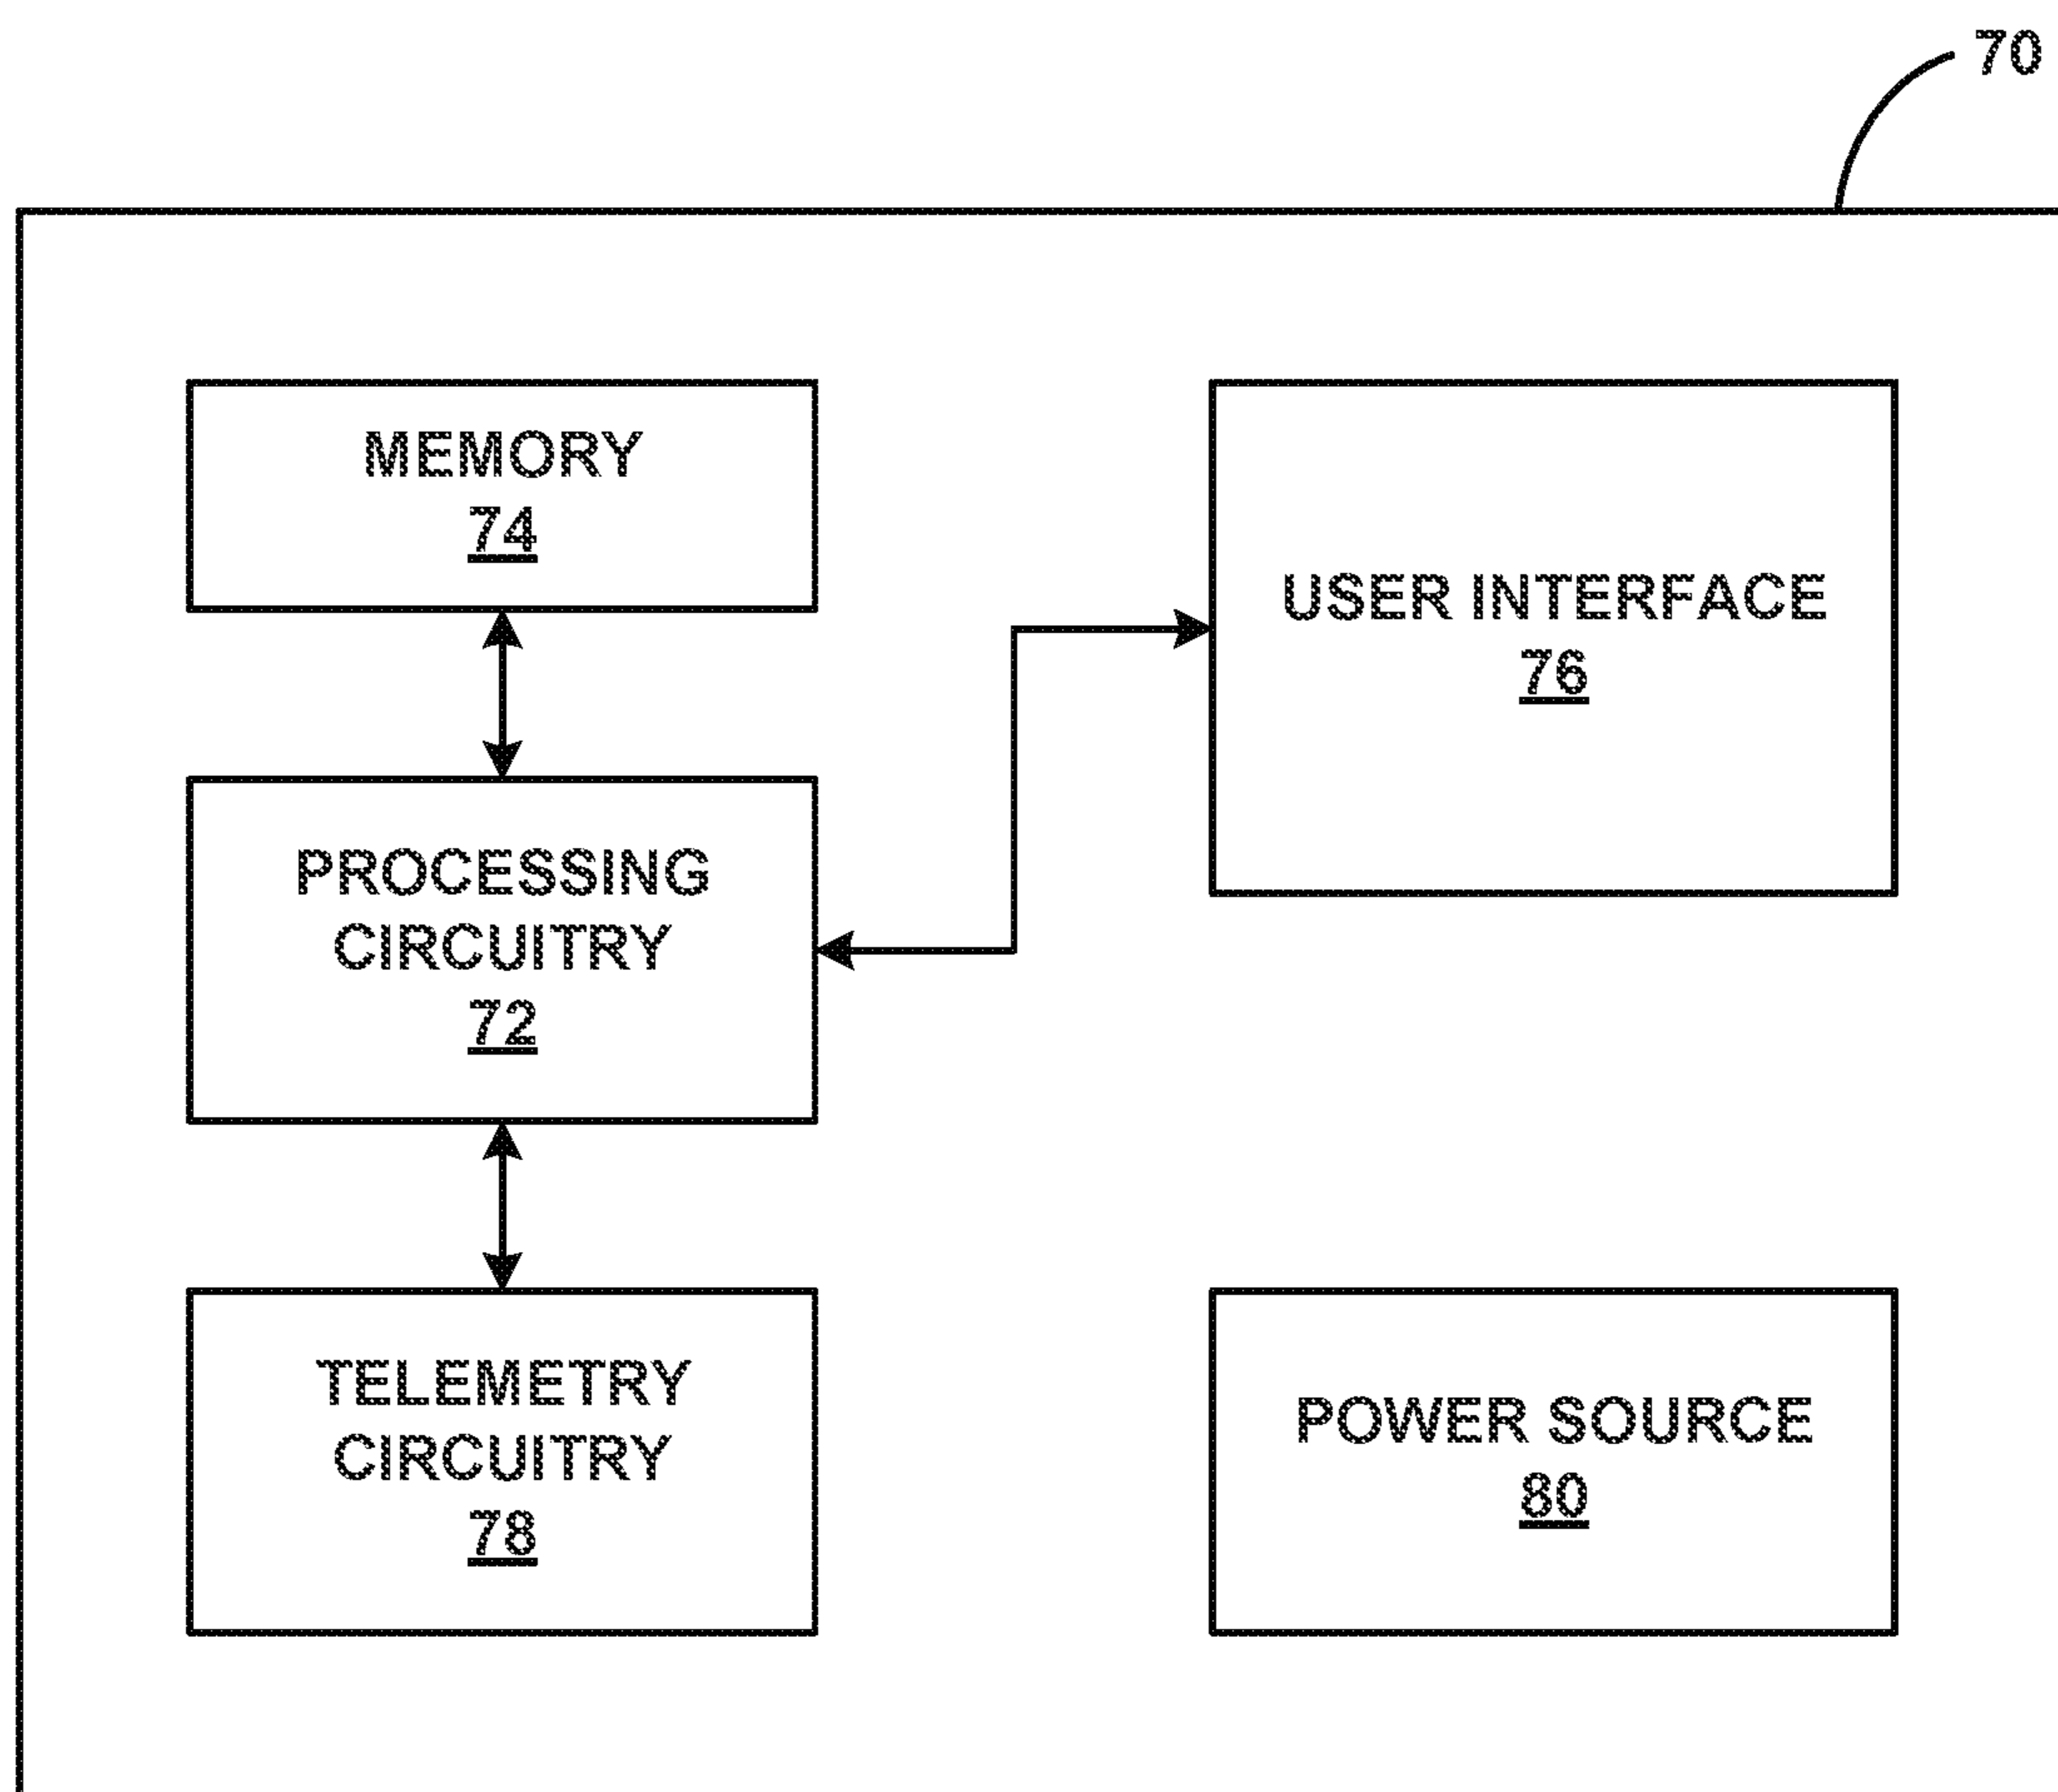 70
MEMORY
74
USER INTERFACE
76
PROCESSING
CIRCUITRY
72
TELEMETRY
CIRCUITRY
78
POWER SOURCE
80